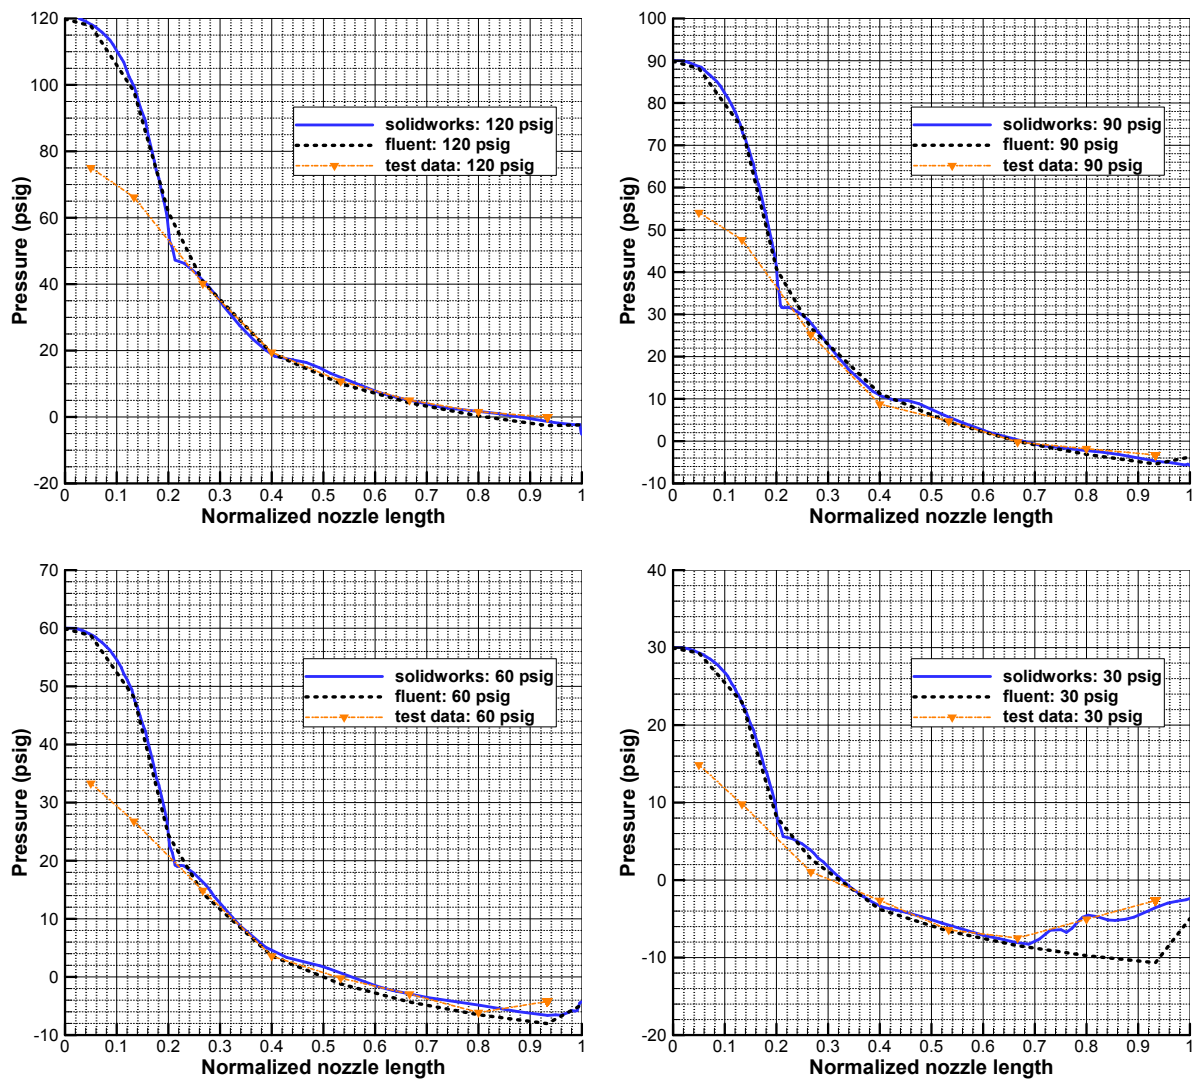 120
100
80
60
40
20
0
-20
Pressure (psig)
solidworks: 120 psig
fluent: 120 psig
test data: 120 psig
0 0.1 0.2 0.3 0.4 0.5 0.6 0.7 0.8 0.9 1
Normalized nozzle length
100
90
80
70
60
50
40
30
20
10
0
-10
Pressure (psig)
solidworks: 90 psig
fluent: 90 psig
test data: 90 psig
0 0.1 0.2 0.3 0.4 0.5 0.6 0.7 0.8 0.9 1
Normalized nozzle length
70
60
50
40
30
20
10
0
-10
Pressure (psig)
solidworks: 60 psig
fluent: 60 psig
test data: 60 psig
0 0.1 0.2 0.3 0.4 0.5 0.6 0.7 0.8 0.9 1
Normalized nozzle length
40
30
20
10
0
-10
-20
Pressure (psig)
solidworks: 30 psig
fluent: 30 psig
test data: 30 psig
0 0.1 0.2 0.3 0.4 0.5 0.6 0.7 0.8 0.9 1
Normalized nozzle length